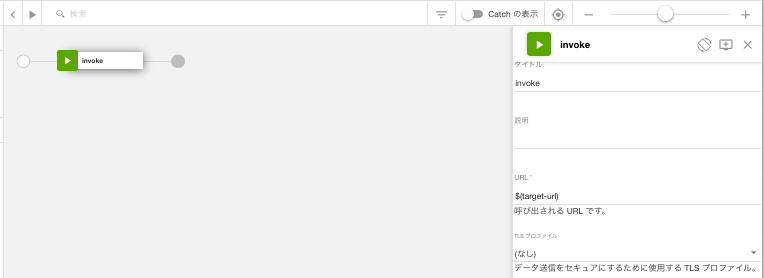 検索
Catch の表示
invoke
invoke
タイトル
invoke
説明
URL *
$(target-url)
呼び出される URL です。
TLS プロファイル
(なし)
データ送信をセキュアにするために使用する TLS プロファイル。